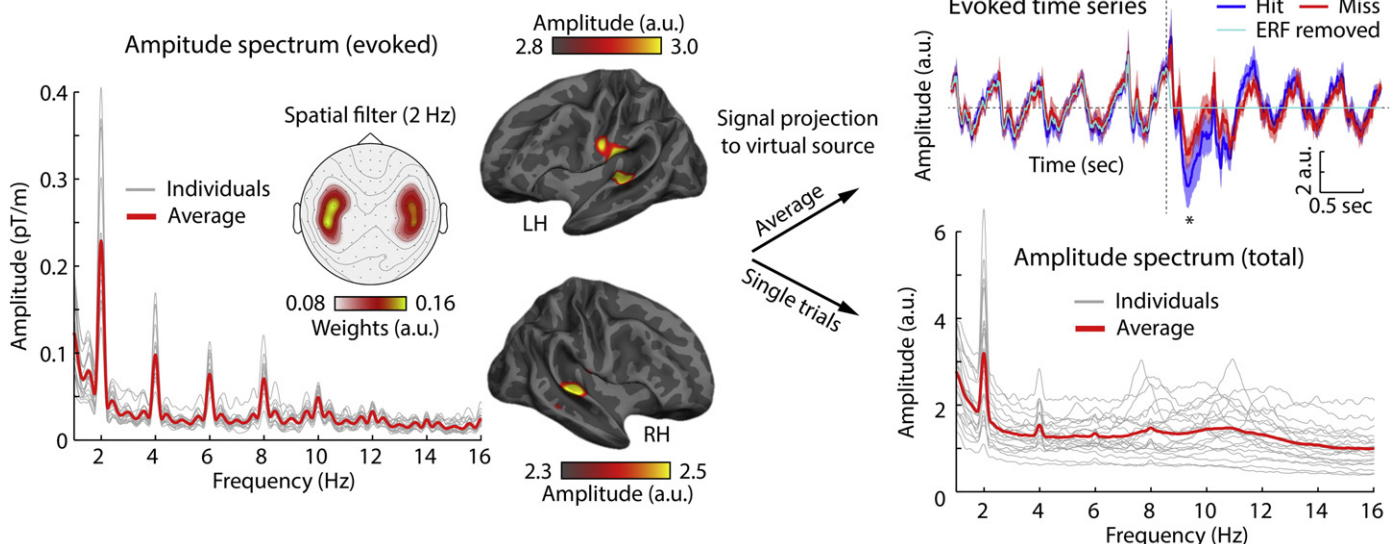 Ampitude spectrum (evoked)
0.4
0.3
0.2
0.1
0
Amplitude (pT/m)
2 4 6 8 10 12 14 16
Frequency (Hz)
Individuals
Average
Spatial filter (2 Hz)
0.08 0.16
Weights (a.u.)
Amplitude (a.u.)
2.8 3.0
LH
RH
2.3 2.5
Amplitude (a.u.)
Signal projection
to virtual source
Average
Single trials
Evoked time series
Hit Miss
ERF removed
Amplitude (a.u.)
Time (sec)
2 a.u.
0.5 sec
*
Amplitude spectrum (total)
Individuals
Average
6
4
2
0
Amplitude (a.u.)
2 4 6 8 10 12 14 16
Frequency (Hz)